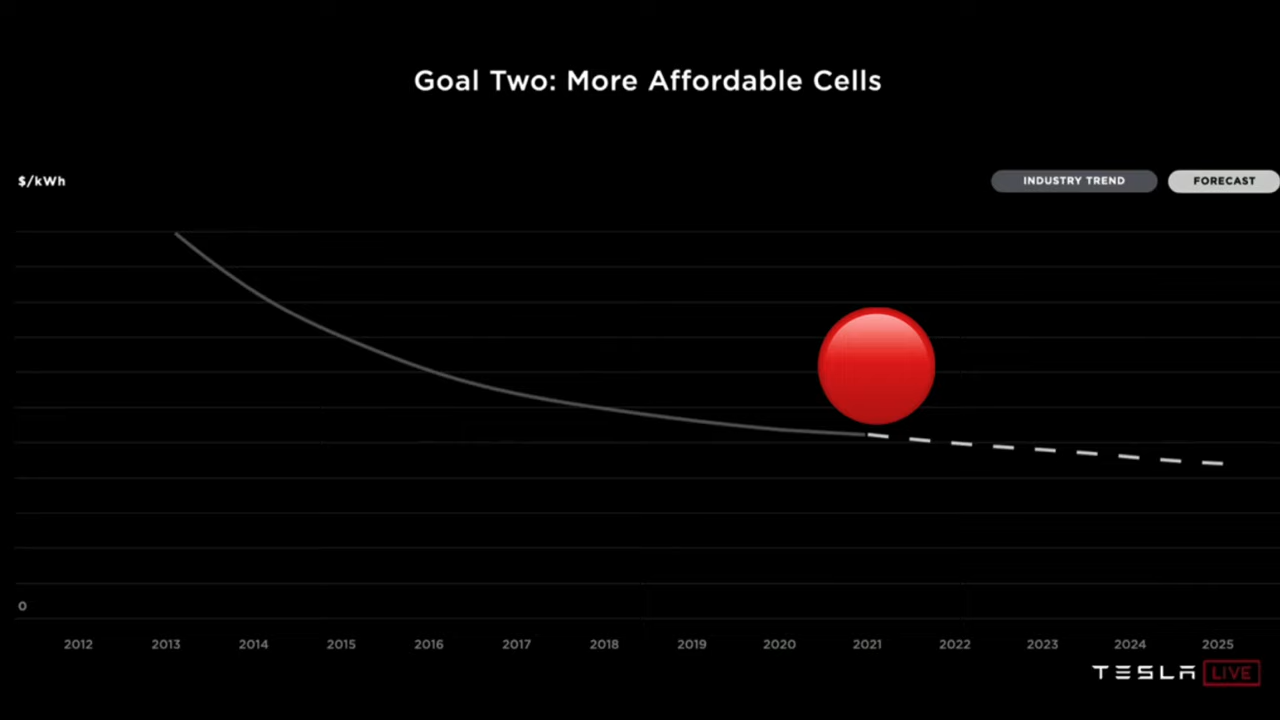 Goal Two: More Affordable Cells
$/kWh
INDUSTRY TREND
FORECAST
0
2012 2013 2014 2015 2016 2017 2018 2019 2020 2021 2022 2023 2024 2025
TESLA LIVE